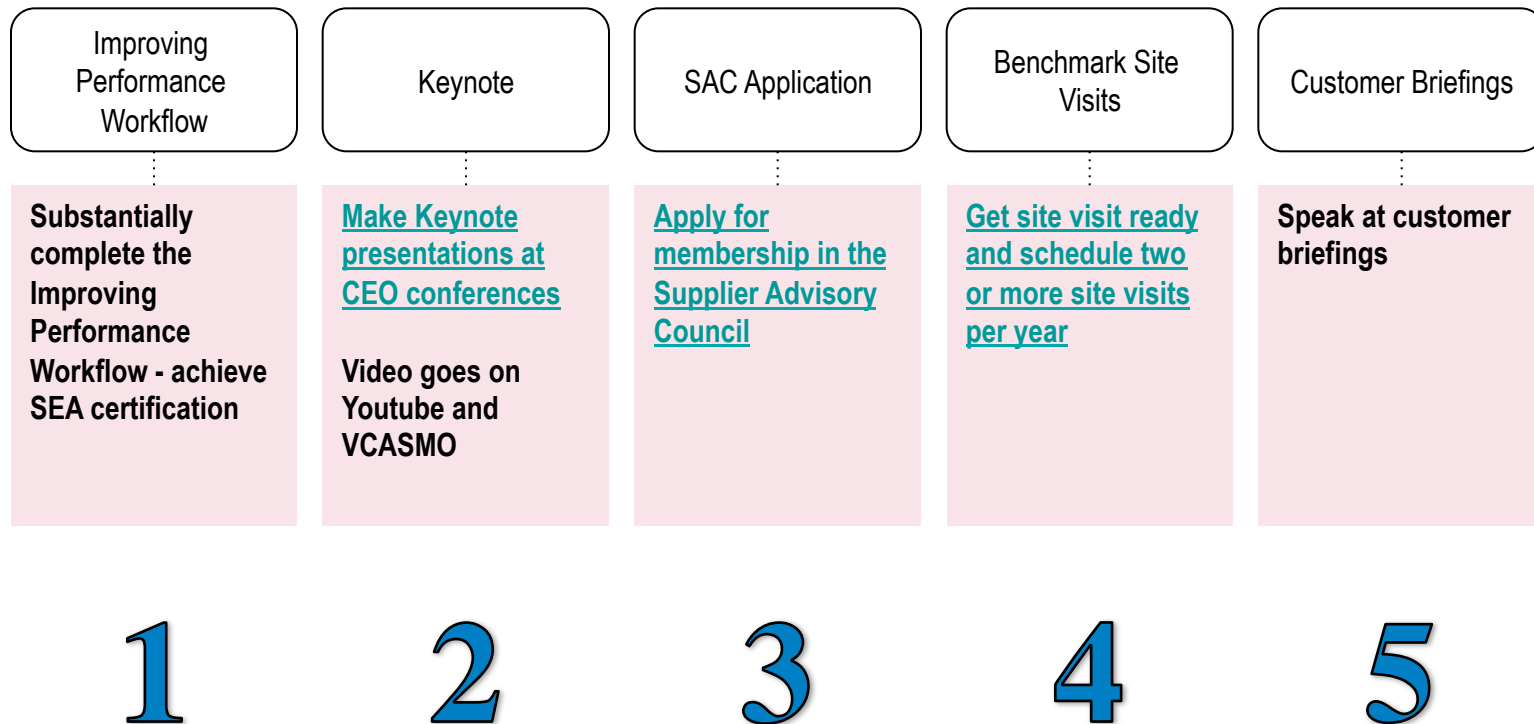 Improving
Performance
Workflow
Keynote
SAC Application
Benchmark Site
Visits
Customer Briefings
Substantially
complete the
Improving
Performance
Workflow - achieve
SEA certification
Make Keynote
presentations at
CEO conferences
Video goes on
Youtube and
VCASMO
Apply for
membership in the
Supplier Advisory
Council
Get site visit ready
and schedule two
or more site visits
per year
Speak at customer
briefings
1
2
3
4
5